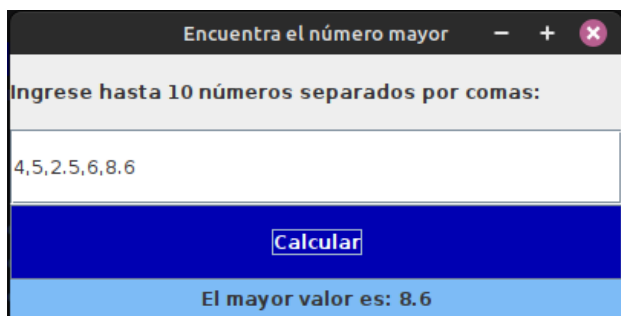 Encuentra el número mayor
Ingrese hasta 10 números separados por comas:
4,5,2.5,6,8.6
Calcular
El mayor valor es: 8.6